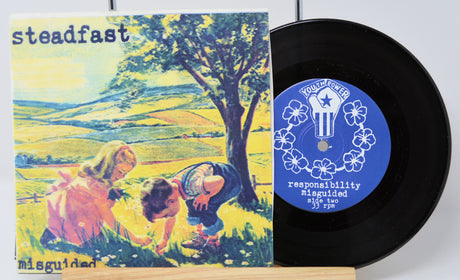 steadfast
misguided
YOUTH POWER
responsibility
misguided
side two
33 rpm